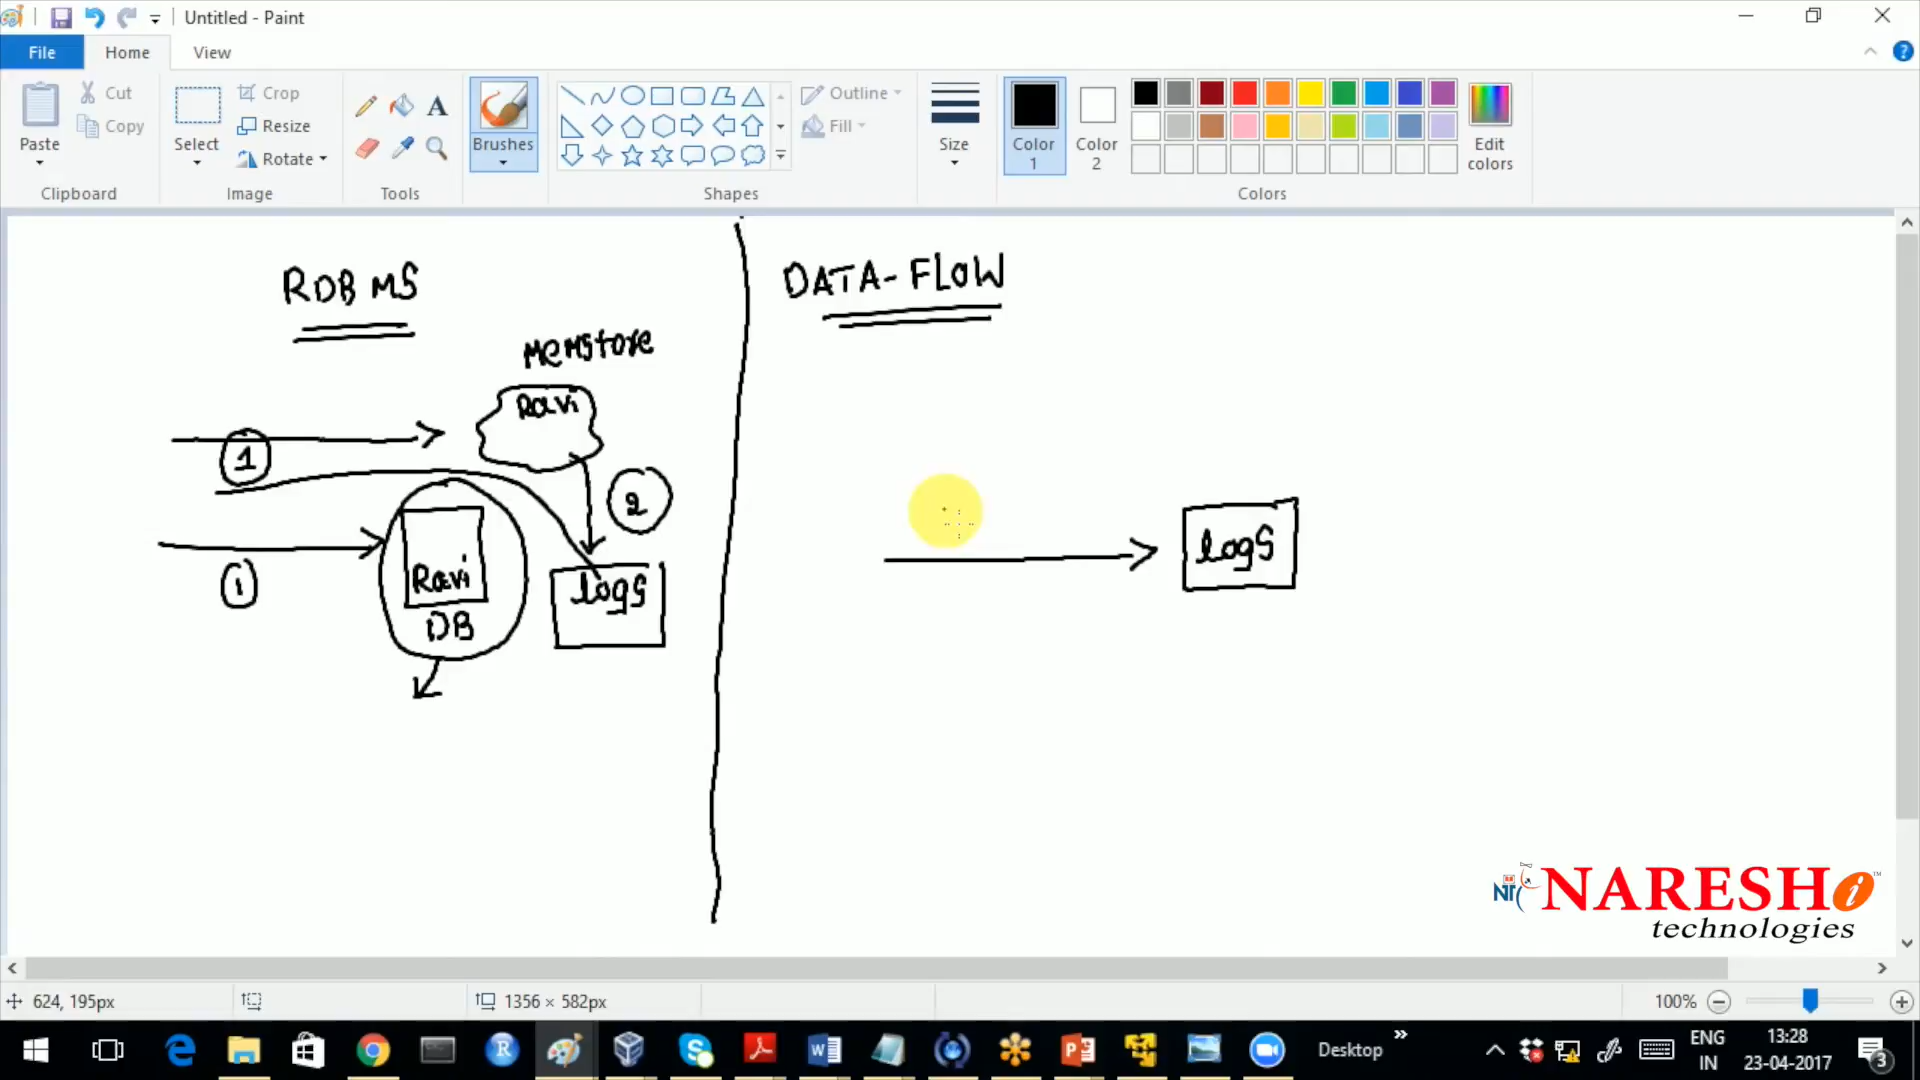 Untitled - Paint
File Home View
Paste
Cut
Copy
Clipboard
Select
Crop
Resize
Rotate
Image
A
Tools
Brushes
Shapes
Outline
Fill
Size
Color 1
Color 2
Edit colors
Colors
RDBMS
DATA-FLOW
MeMstore
Ravi
1
2
Ravi
DB
1
logs
logs
NARESH i
technologies
624, 195px
1356 × 582px
100%
Desktop
ENG
IN
13:28
23-04-2017
3